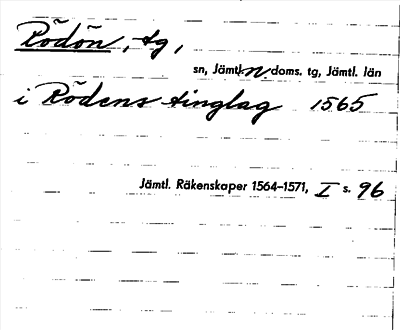 Rödön, tg,
sn, Jämtl. n doms. tg, Jämtl. län
i Rödens tinglag 1565
Jämtl. Räkenskaper 1564-1571, I s. 96